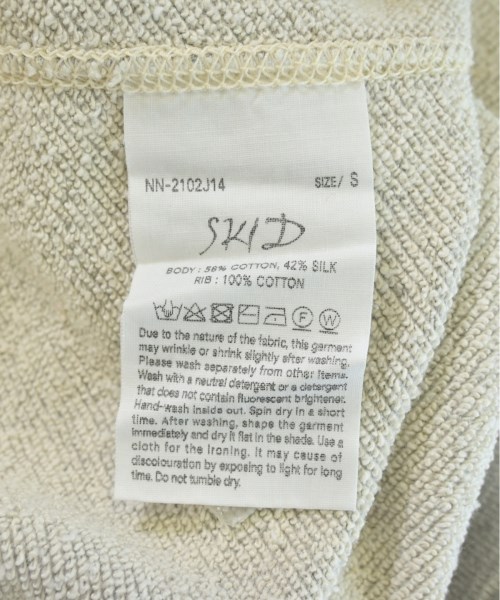 NN-2102J14 SIZE/ S
SKID
BODY : 58% COTTON, 42% SILK
RIB : 100% COTTON
F W
Due to the nature of the fabric, this garment
may wrinkle or shrink slightly after washing.
Please wash separately from other items.
Wash with a neutral detergent or a detergent
that does not contain fluorescent brightener.
Hand-wash inside out. Spin dry in a short
time. After washing, shape the garment
immediately and dry it flat in the shade. Use a
cloth for the ironing. It may cause of
discolouration by exposing to light for long
time. Do not tumble dry.